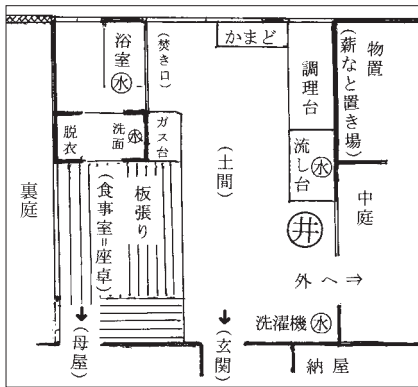 物置
(薪など置き場)
かまど
調理台
流し台
㊌
㊍
中庭
外へ⇒
洗濯機㊌
納屋
(焚き口)
ガス台
(土間)
(玄関)
浴室
㊌
洗面
㊌
脱衣
板張り
(食事室=座卓)
(母屋)
裏庭